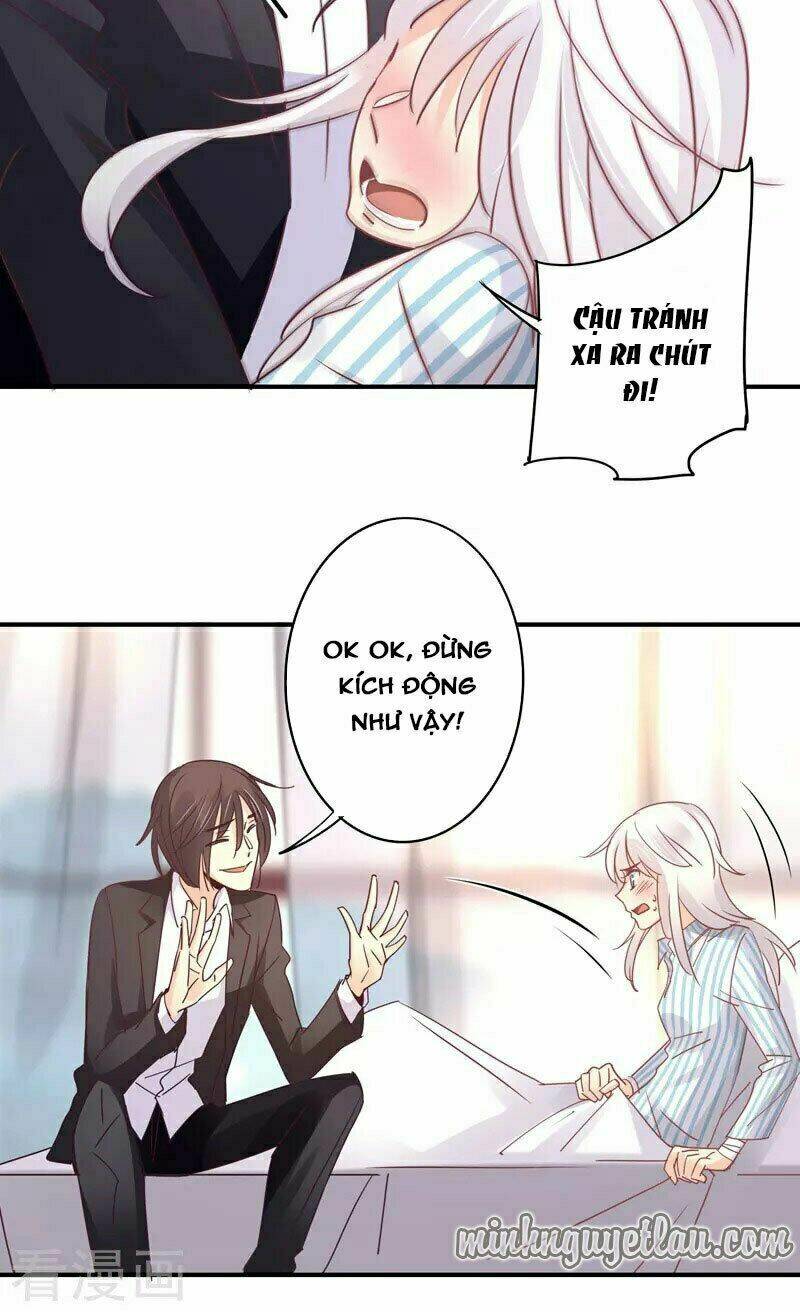 CẬU TRÁNH
XA RA CHÚT
ĐI!
OK OK, ĐỪNG
KÍCH ĐỘNG
NHƯ VẬY!
minhnguyetlau.com
看漫画